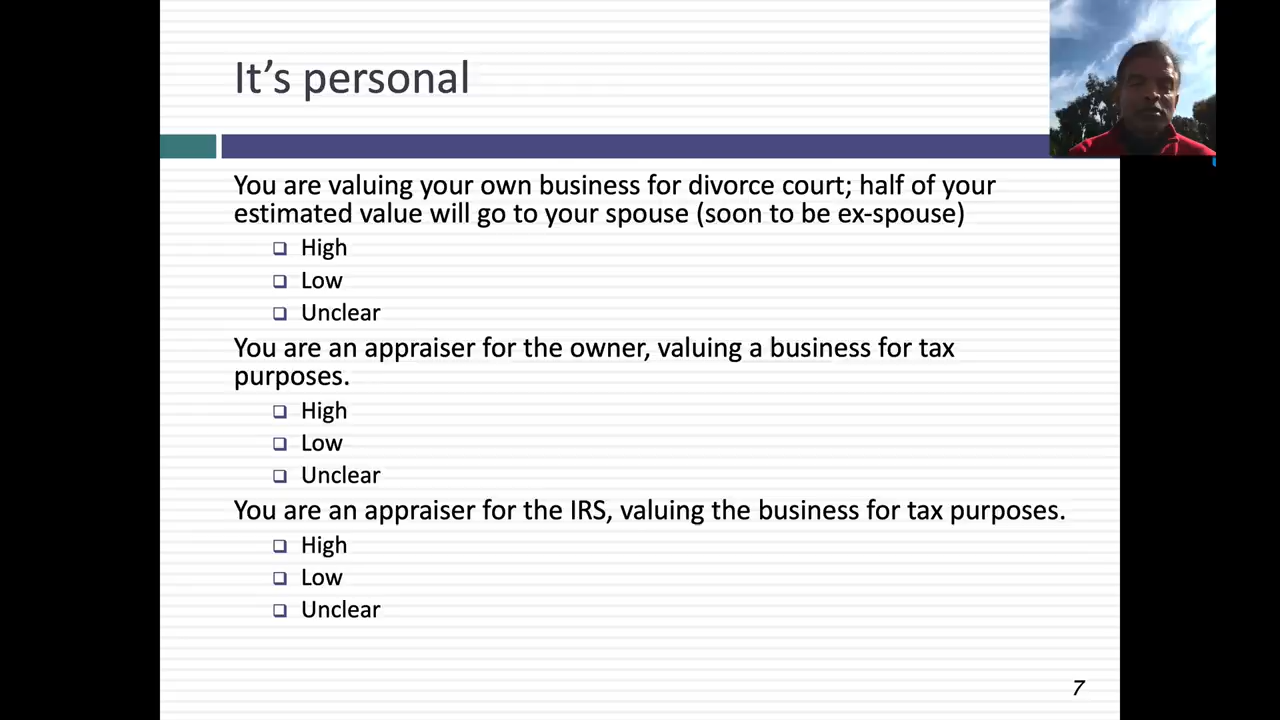 It’s personal
You are valuing your own business for divorce court; half of your
estimated value will go to your spouse (soon to be ex-spouse)
High
Low
Unclear
You are an appraiser for the owner, valuing a business for tax
purposes.
High
Low
Unclear
You are an appraiser for the IRS, valuing the business for tax purposes.
High
Low
Unclear
7